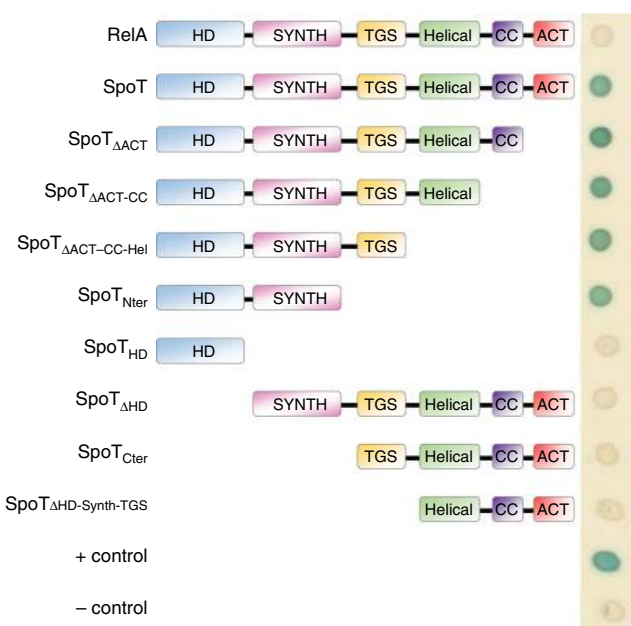 RelA HD SYNTH TGS Helical CC ACT
SpoT HD SYNTH TGS Helical CC ACT
SpoTΔACT HD SYNTH TGS Helical CC
SpoTΔACT-CC HD SYNTH TGS Helical
SpoTΔACT–CC-Hel HD SYNTH TGS
SpoTNter HD SYNTH
SpoTHD HD
SpoTΔHD SYNTH TGS Helical CC ACT
SpoTCter TGS Helical CC ACT
SpoTΔHD-Synth-TGS Helical CC ACT
+ control
– control